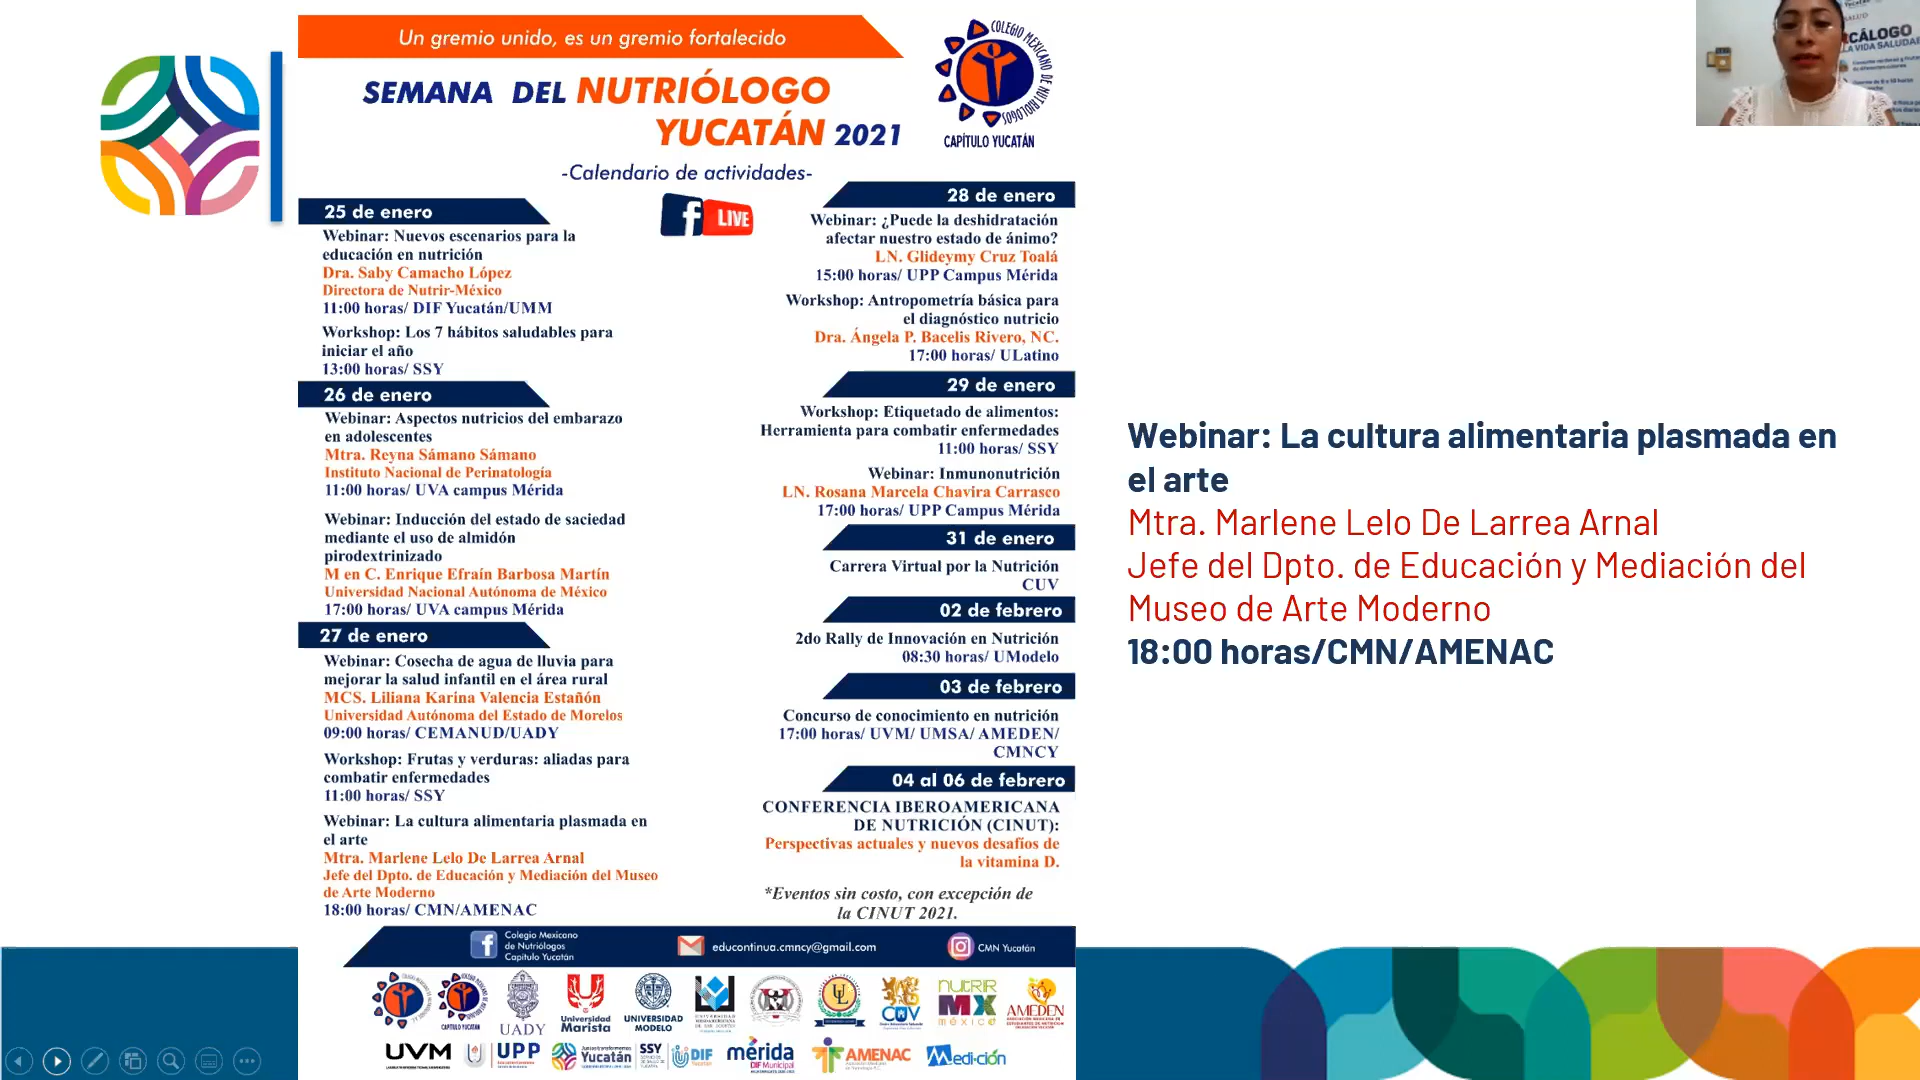 Un gremio unido, es un gremio fortalecido
SEMANA DEL NUTRIÓLOGO
YUCATÁN 2021
-Calendario de actividades-
COLEGIO MEXICANO DE NUTRIÓLOGOS
CAPÍTULO YUCATÁN
f LIVE
25 de enero
Webinar: Nuevos escenarios para la
educación en nutrición
Dra. Saby Camacho López
Directora de Nutrir-México
11:00 horas/ DIF Yucatán/UMM
Workshop: Los 7 hábitos saludables para
iniciar el año
13:00 horas/ SSY
26 de enero
Webinar: Aspectos nutricios del embarazo
en adolescentes
Mtra. Reyna Sámano Sámano
Instituto Nacional de Perinatología
11:00 horas/ UVA campus Mérida
Webinar: Inducción del estado de saciedad
mediante el uso de almidón
pirodextrinizado
M en C. Enrique Efraín Barbosa Martín
Universidad Nacional Autónoma de México
17:00 horas/ UVA campus Mérida
27 de enero
Webinar: Cosecha de agua de lluvia para
mejorar la salud infantil en el área rural
MCS. Liliana Karina Valencia Estañón
Universidad Autónoma del Estado de Morelos
09:00 horas/ CEMANUD/UADY
Workshop: Frutas y verduras: aliadas para
combatir enfermedades
11:00 horas/ SSY
Webinar: La cultura alimentaria plasmada en
el arte
Mtra. Marlene Lelo De Larrea Arnal
Jefe del Dpto. de Educación y Mediación del Museo
de Arte Moderno
18:00 horas/ CMN/AMENAC
28 de enero
Webinar: ¿Puede la deshidratación
afectar nuestro estado de ánimo?
LN. Glideymy Cruz Toalá
15:00 horas/ UPP Campus Mérida
Workshop: Antropometría básica para
el diagnóstico nutricio
Dra. Ángela P. Bacelis Rivero, NC.
17:00 horas/ ULatino
29 de enero
Workshop: Etiquetado de alimentos:
Herramienta para combatir enfermedades
11:00 horas/ SSY
Webinar: Inmunonutrición
LN. Rosana Marcela Chavira Carrasco
17:00 horas/ UPP Campus Mérida
31 de enero
Carrera Virtual por la Nutrición
CUV
02 de febrero
2do Rally de Innovación en Nutrición
08:30 horas/ UModelo
03 de febrero
Concurso de conocimiento en nutrición
17:00 horas/ UVM/ UMSA/ AMEDEN/
CMNCY
04 al 06 de febrero
CONFERENCIA IBEROAMERICANA
DE NUTRICIÓN (CINUT):
Perspectivas actuales y nuevos desafíos de
la vitamina D.
*Eventos sin costo, con excepción de
la CINUT 2021.
Colegio Mexicano
de Nutriólogos
Capítulo Yucatán
educontinua.cmncy@gmail.com
CMN Yucatán
CAPÍTULO YUCATÁN
UADY
Universidad
Marista
UNIVERSIDAD
MODELO
UL
CUV
NUTRIR
MX
méxico
AMEDEN
UVM
UPP
Yucatán
SSY
DIF
mérida
DIF Municipal
AMENAC
Medi-ción
Webinar: La cultura alimentaria plasmada en
el arte
Mtra. Marlene Lelo De Larrea Arnal
Jefe del Dpto. de Educación y Mediación del
Museo de Arte Moderno
18:00 horas/CMN/AMENAC
SALUD
CÁLOGO
LA VIDA SALUDABLE